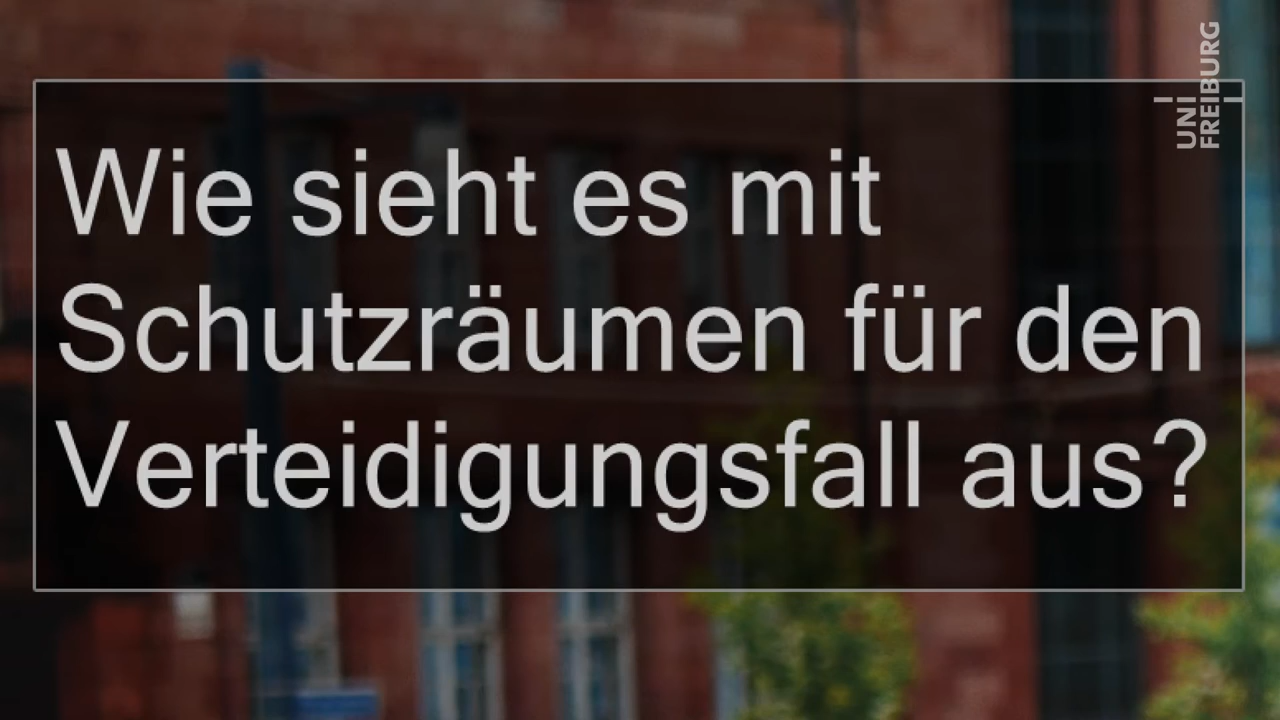 Wie sieht es mit
Schutzräumen für den
Verteidigungsfall aus?
UNI
FREIBURG